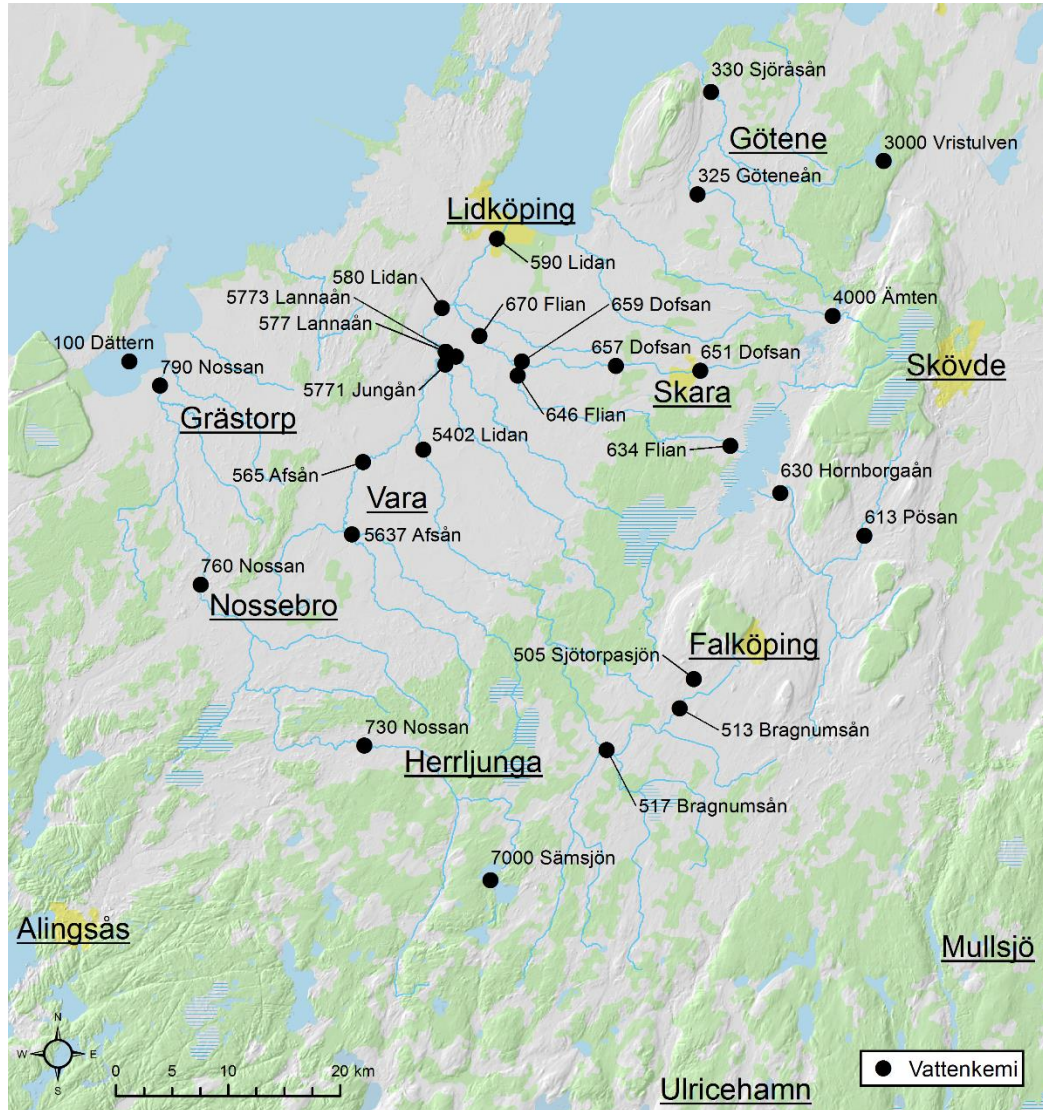 330 Sjöråsån
Götene
3000 Vristulven
325 Göteneån
Lidköping
590 Lidan
580 Lidan
5773 Lannaån
670 Flian
659 Dofsan
4000 Ämten
577 Lannaån
100 Dättern
657 Dofsan
651 Dofsan
Skövde
790 Nossan
5771 Jungån
Skara
646 Flian
Grästorp
5402 Lidan
634 Flian
565 Afsån
630 Hornborgaån
Vara
613 Pösan
5637 Afsån
760 Nossan
Nossebro
Falköping
505 Sjötorpasjön
730 Nossan
513 Bragnumsån
Herrljunga
517 Bragnumsån
7000 Sämsjön
Alingsås
Mullsjö
N
W
E
S
0 5 10 20 km
Vattenkemi
Ulricehamn